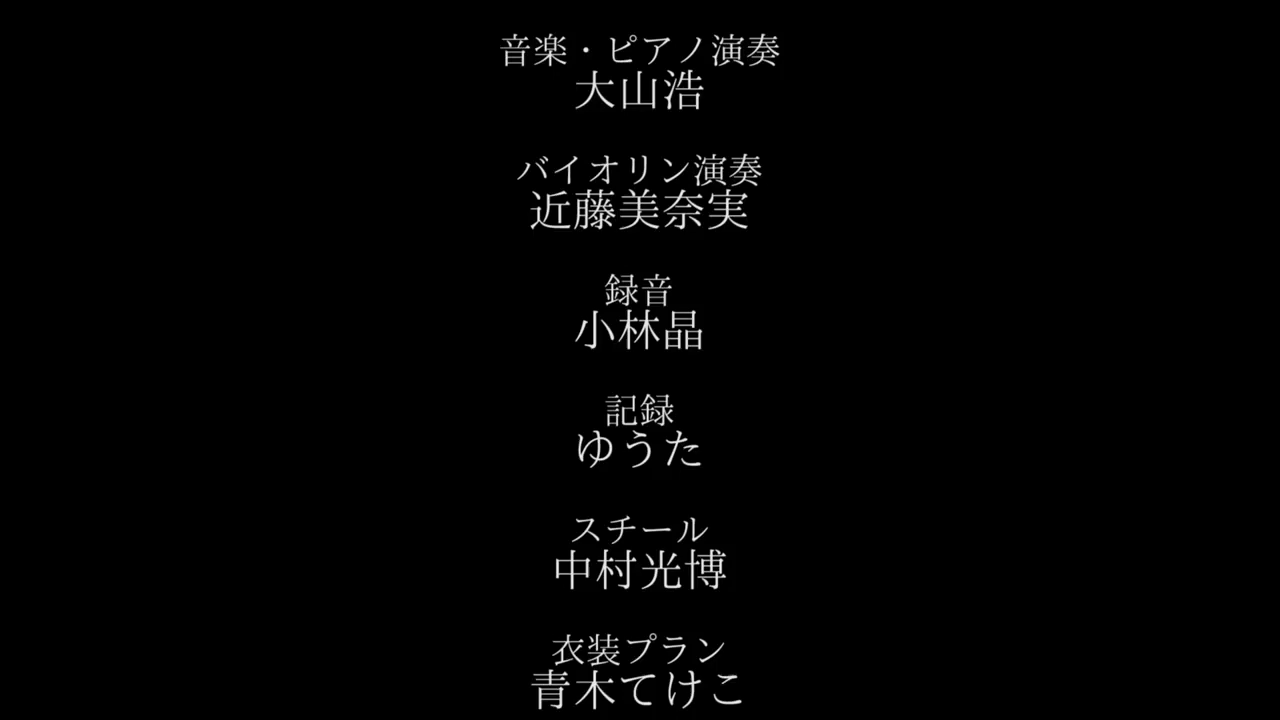 音楽・ピアノ演奏
大山浩
バイオリン演奏
近藤美奈実
録音
小林晶
記録
ゆうた
スチール
中村光博
衣装プラン
青木てけこ